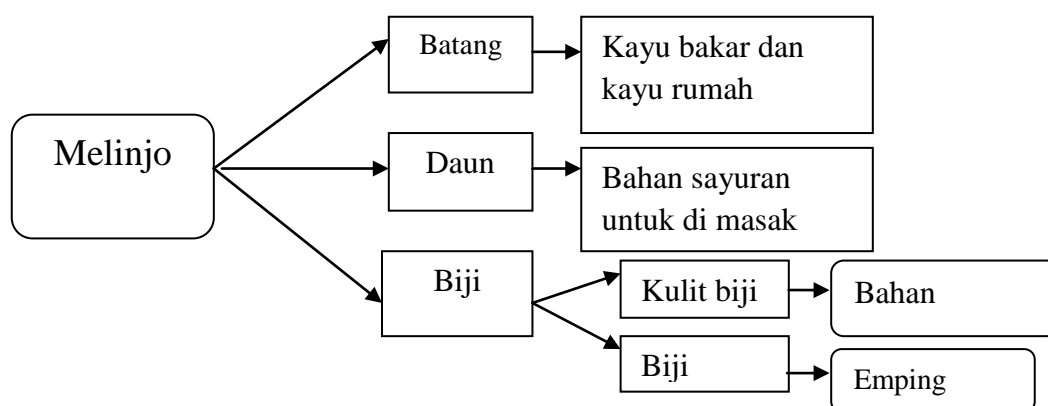 Melinjo
Batang
Kayu bakar dan
kayu rumah
Daun
Bahan sayuran
untuk di masak
Biji
Kulit biji
Bahan
Biji
Emping